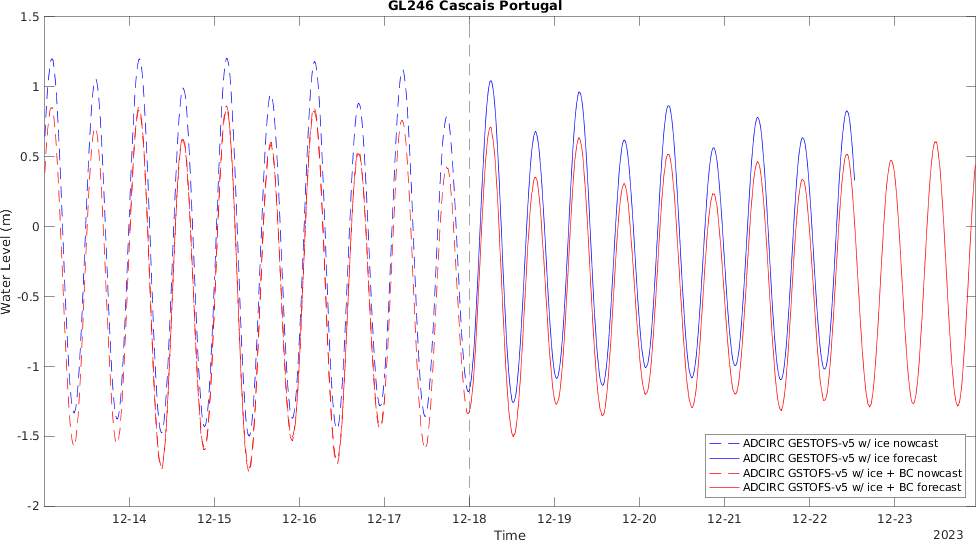 GL246 Cascais Portugal
1.5
1
0.5
0
-0.5
-1
-1.5
-2
Water Level (m)
12-14 12-15 12-16 12-17 12-18 12-19 12-20 12-21 12-22 12-23
Time
2023
ADCIRC GESTOFS-v5 w/ ice nowcast
ADCIRC GESTOFS-v5 w/ ice forecast
ADCIRC GSTOFS-v5 w/ ice + BC nowcast
ADCIRC GSTOFS-v5 w/ ice + BC forecast